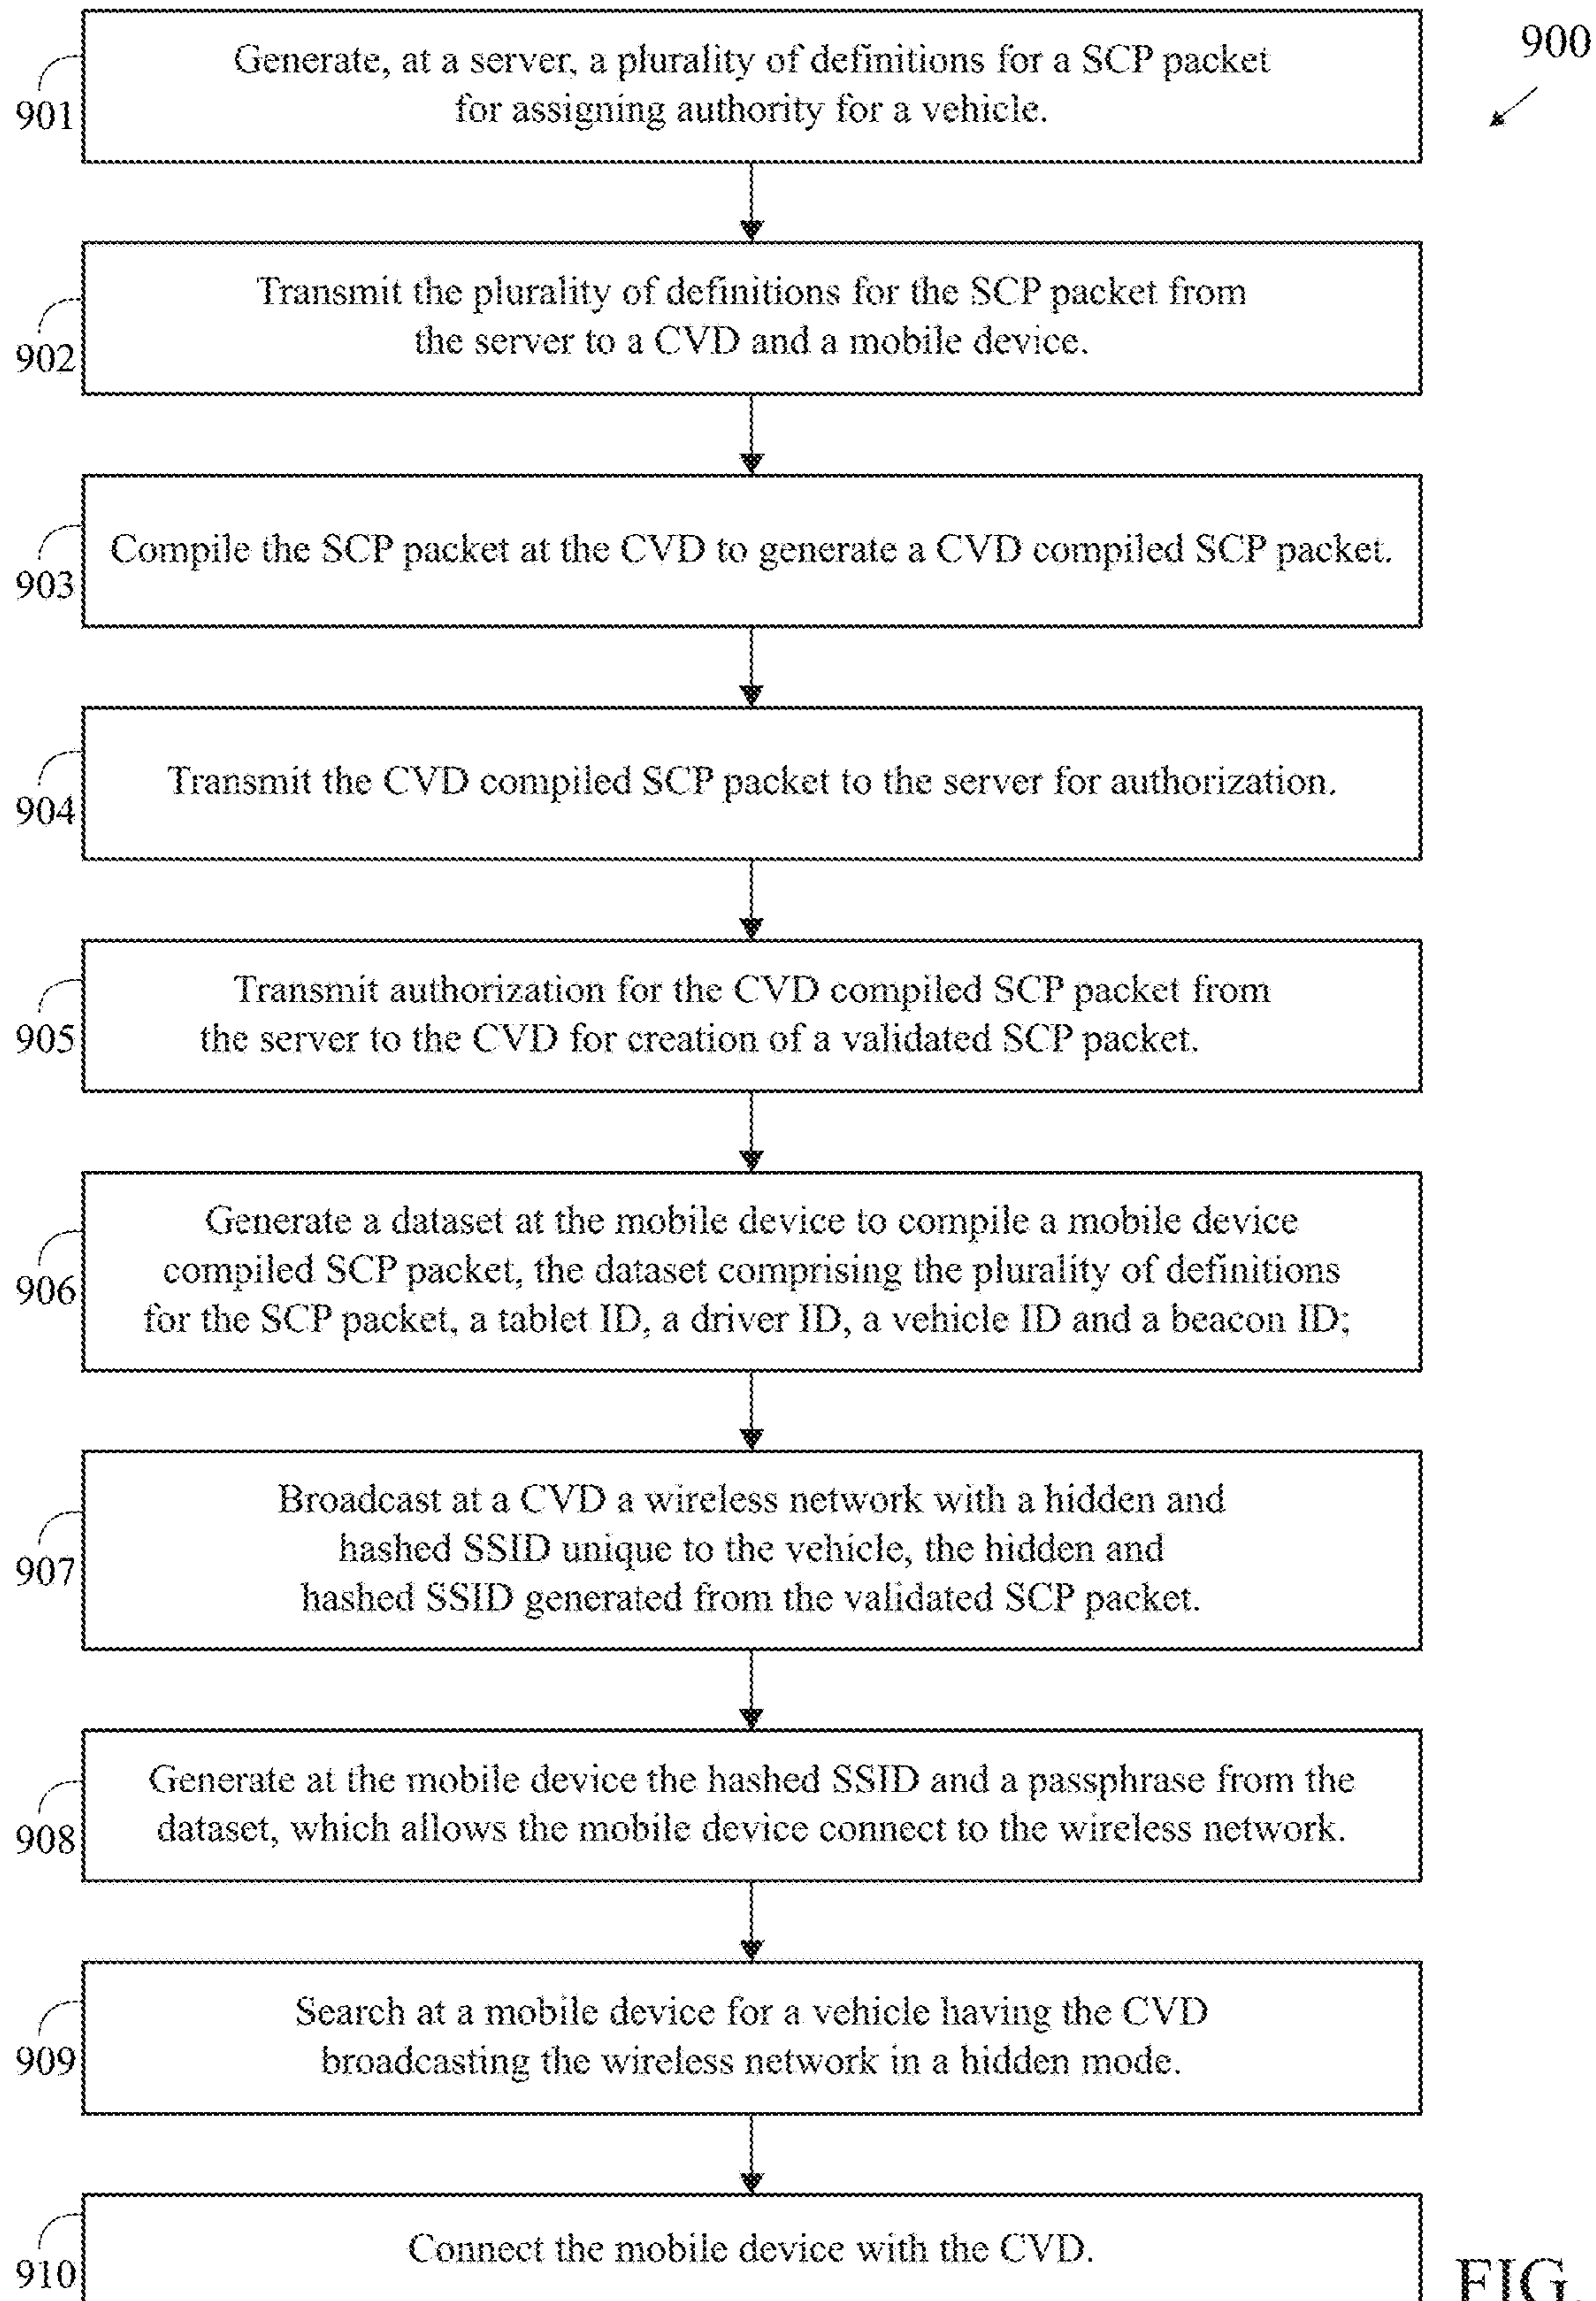 900
901
Generate, at a server, a plurality of definitions for a SCP packet
for assigning authority for a vehicle.
902
Transmit the plurality of definitions for the SCP packet from
the server to a CVD and a mobile device.
903
Compile the SCP packet at the CVD to generate a CVD compiled SCP packet.
904
Transmit the CVD compiled SCP packet to the server for authorization.
905
Transmit authorization for the CVD compiled SCP packet from
the server to the CVD for creation of a validated SCP packet.
906
Generate a dataset at the mobile device to compile a mobile device
compiled SCP packet, the dataset comprising the plurality of definitions
for the SCP packet, a tablet ID, a driver ID, a vehicle ID and a beacon ID;
907
Broadcast at a CVD a wireless network with a hidden and
hashed SSID unique to the vehicle, the hidden and
hashed SSID generated from the validated SCP packet.
908
Generate at the mobile device the hashed SSID and a passphrase from the
dataset, which allows the mobile device connect to the wireless network.
909
Search at a mobile device for a vehicle having the CVD
broadcasting the wireless network in a hidden mode.
910
Connect the mobile device with the CVD.
FIG.